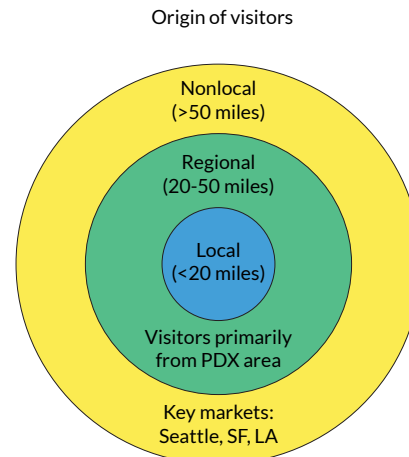 Origin of visitors
Nonlocal
(>50 miles)
Regional
(20-50 miles)
Local
(<20 miles)
Visitors primarily
from PDX area
Key markets:
Seattle, SF, LA